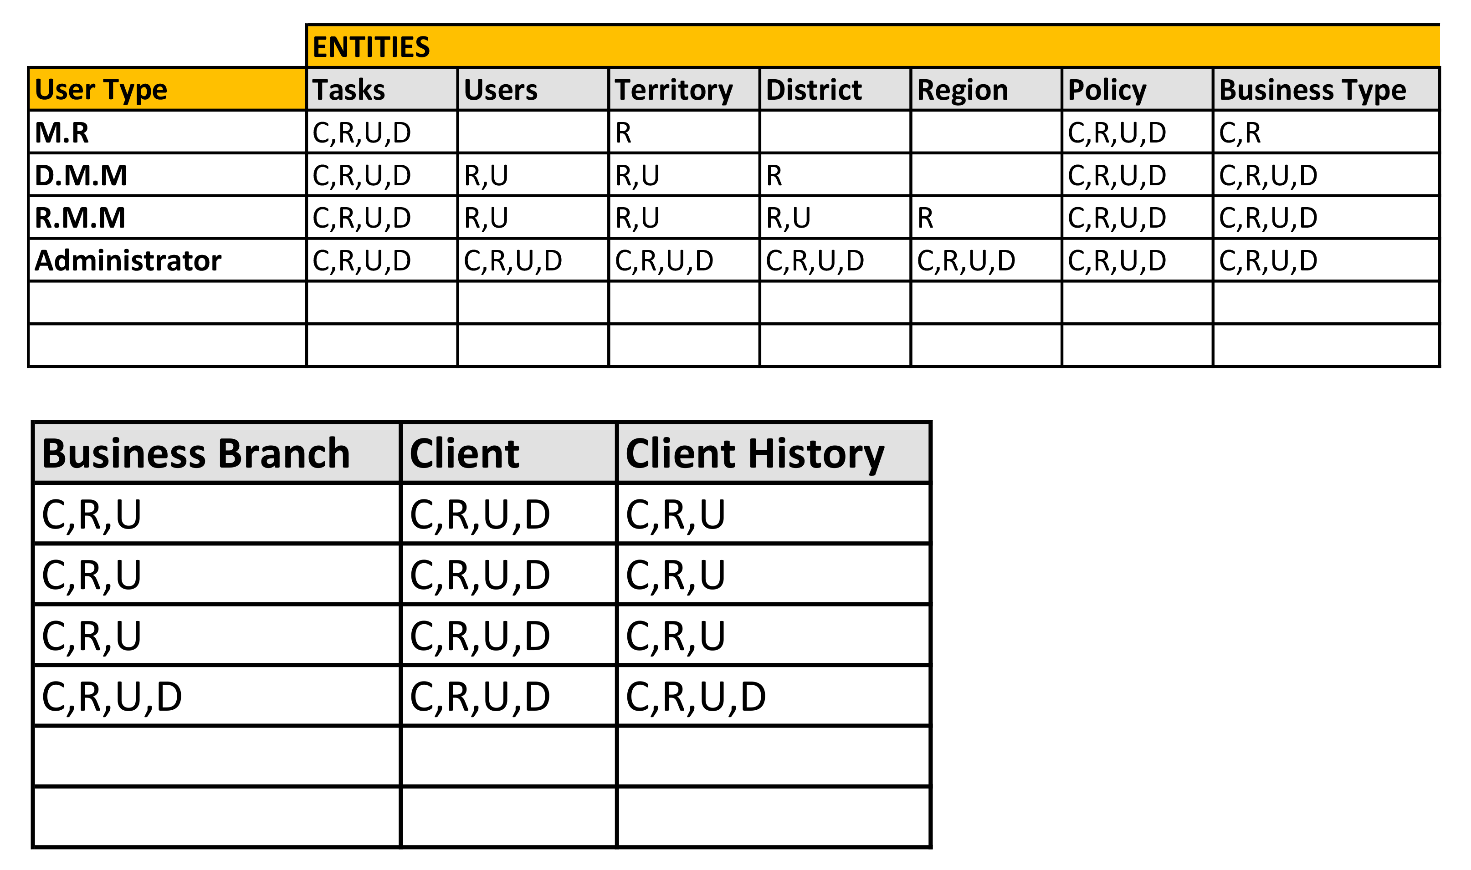 ENTITIES
User Type Tasks Users Territory District Region Policy Business Type
M.R C,R,U,D R C,R,U,D C,R
D.M.M C,R,U,D R,U R,U R C,R,U,D C,R,U,D
R.M.M C,R,U,D R,U R,U R,U R C,R,U,D C,R,U,D
Administrator C,R,U,D C,R,U,D C,R,U,D C,R,U,D C,R,U,D C,R,U,D C,R,U,D
Business Branch Client Client History
C,R,U C,R,U,D C,R,U
C,R,U C,R,U,D C,R,U
C,R,U C,R,U,D C,R,U
C,R,U,D C,R,U,D C,R,U,D